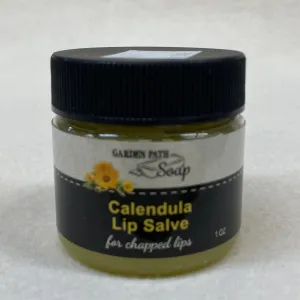 GARDEN PATH
Soap
Calendula
Lip Salve
for chapped lips
1 OZ